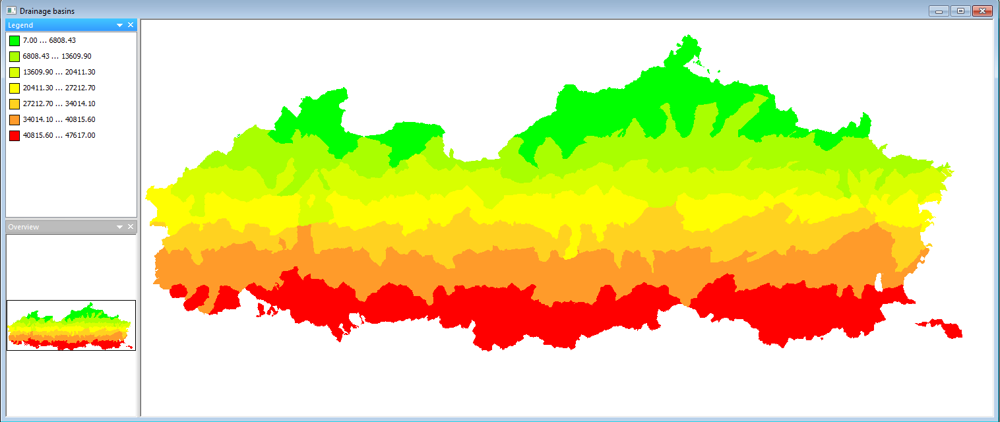 Drainage basins
Legend
7.00 ... 6808.43
6808.43 ... 13609.90
13609.90 ... 20411.30
20411.30 ... 27212.70
27212.70 ... 34014.10
34014.10 ... 40815.60
40815.60 ... 47617.00
Overview